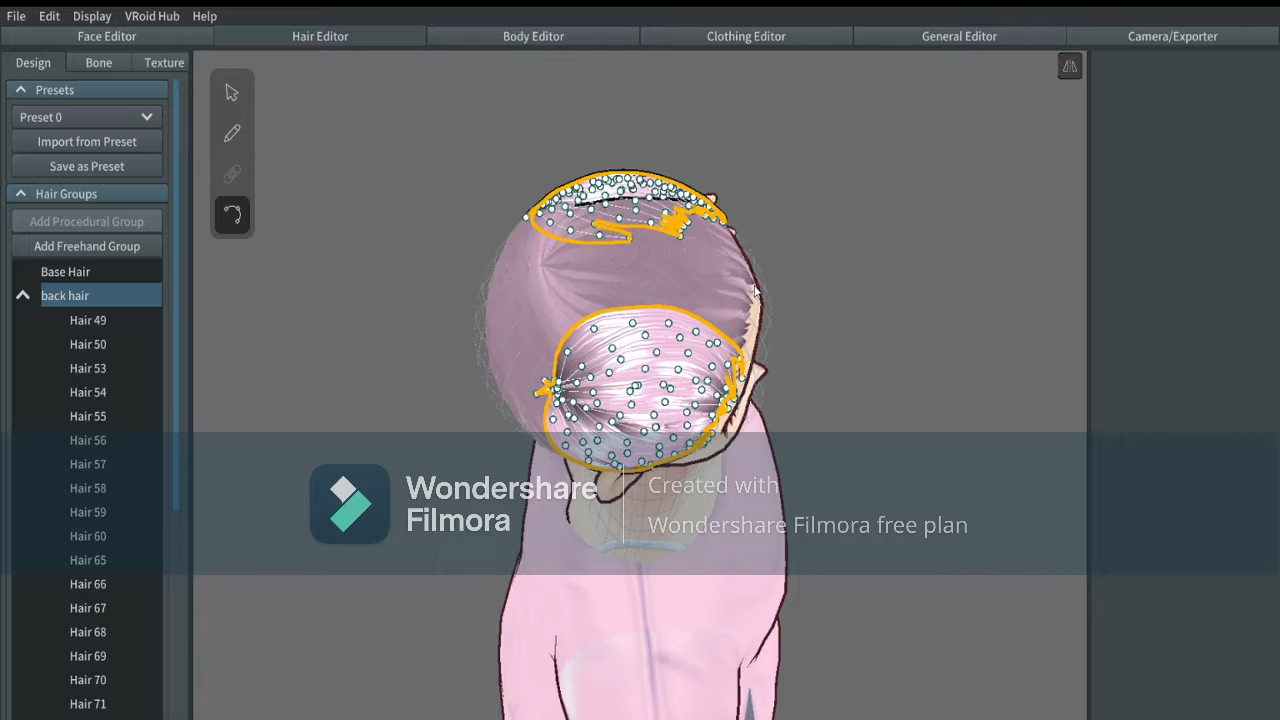 File Edit Display VRoid Hub Help
Face Editor Hair Editor Body Editor Clothing Editor General Editor Camera/Exporter
Design Bone Texture
Presets
Preset 0
Import from Preset
Save as Preset
Hair Groups
Add Procedural Group
Add Freehand Group
Base Hair
back hair
Hair 49
Hair 50
Hair 53
Hair 54
Hair 55
Hair 56
Hair 57
Hair 58
Hair 59
Hair 60
Hair 65
Hair 66
Hair 67
Hair 68
Hair 69
Hair 70
Hair 71
Wondershare
Filmora
Created with
Wondershare Filmora free plan